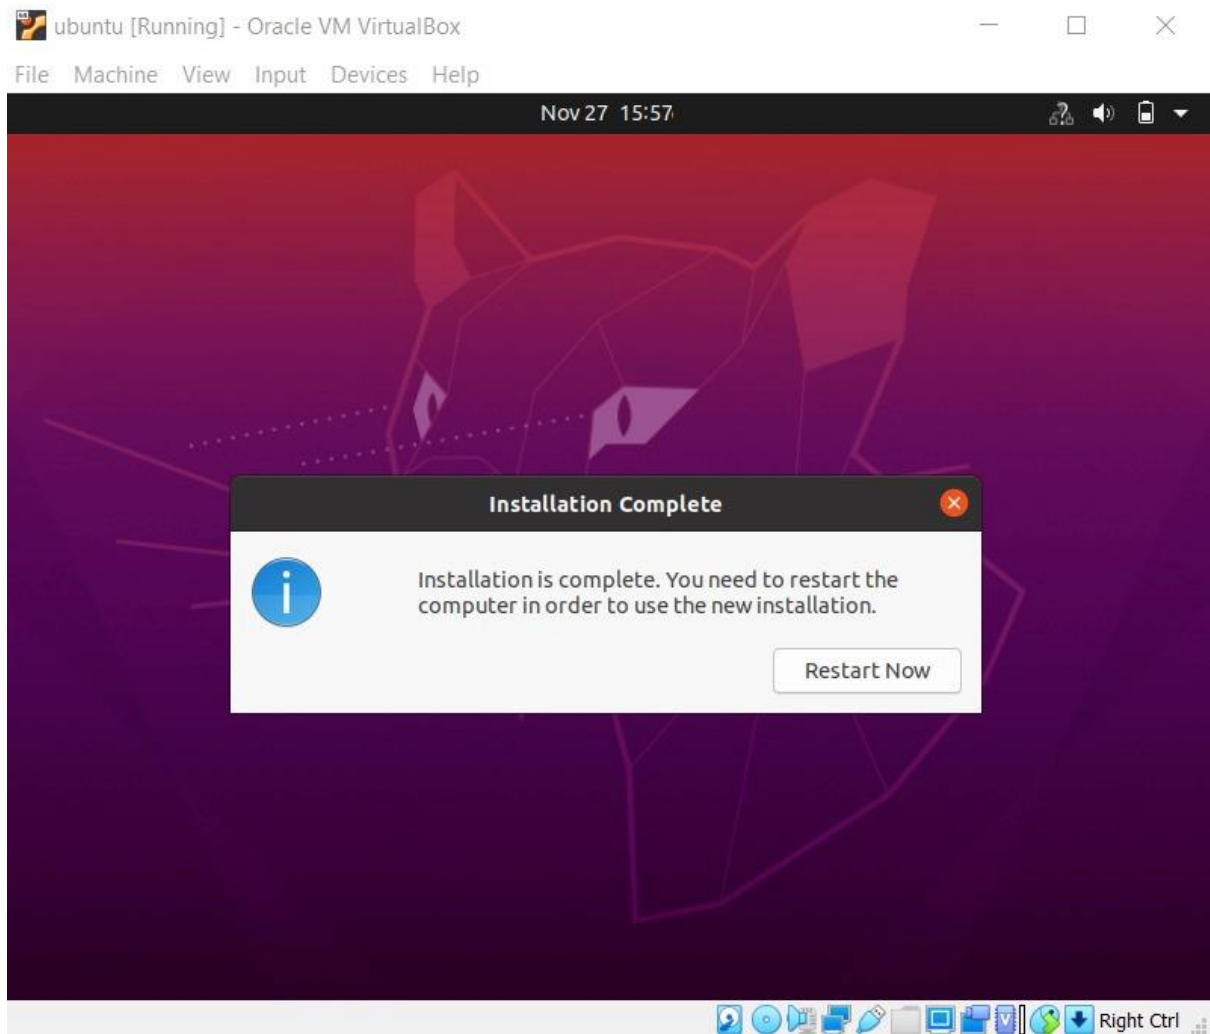 ubuntu [Running] - Oracle VM VirtualBox
File Machine View Input Devices Help
Nov 27 15:57
Installation Complete
Installation is complete. You need to restart the
computer in order to use the new installation.
Restart Now
Right Ctrl